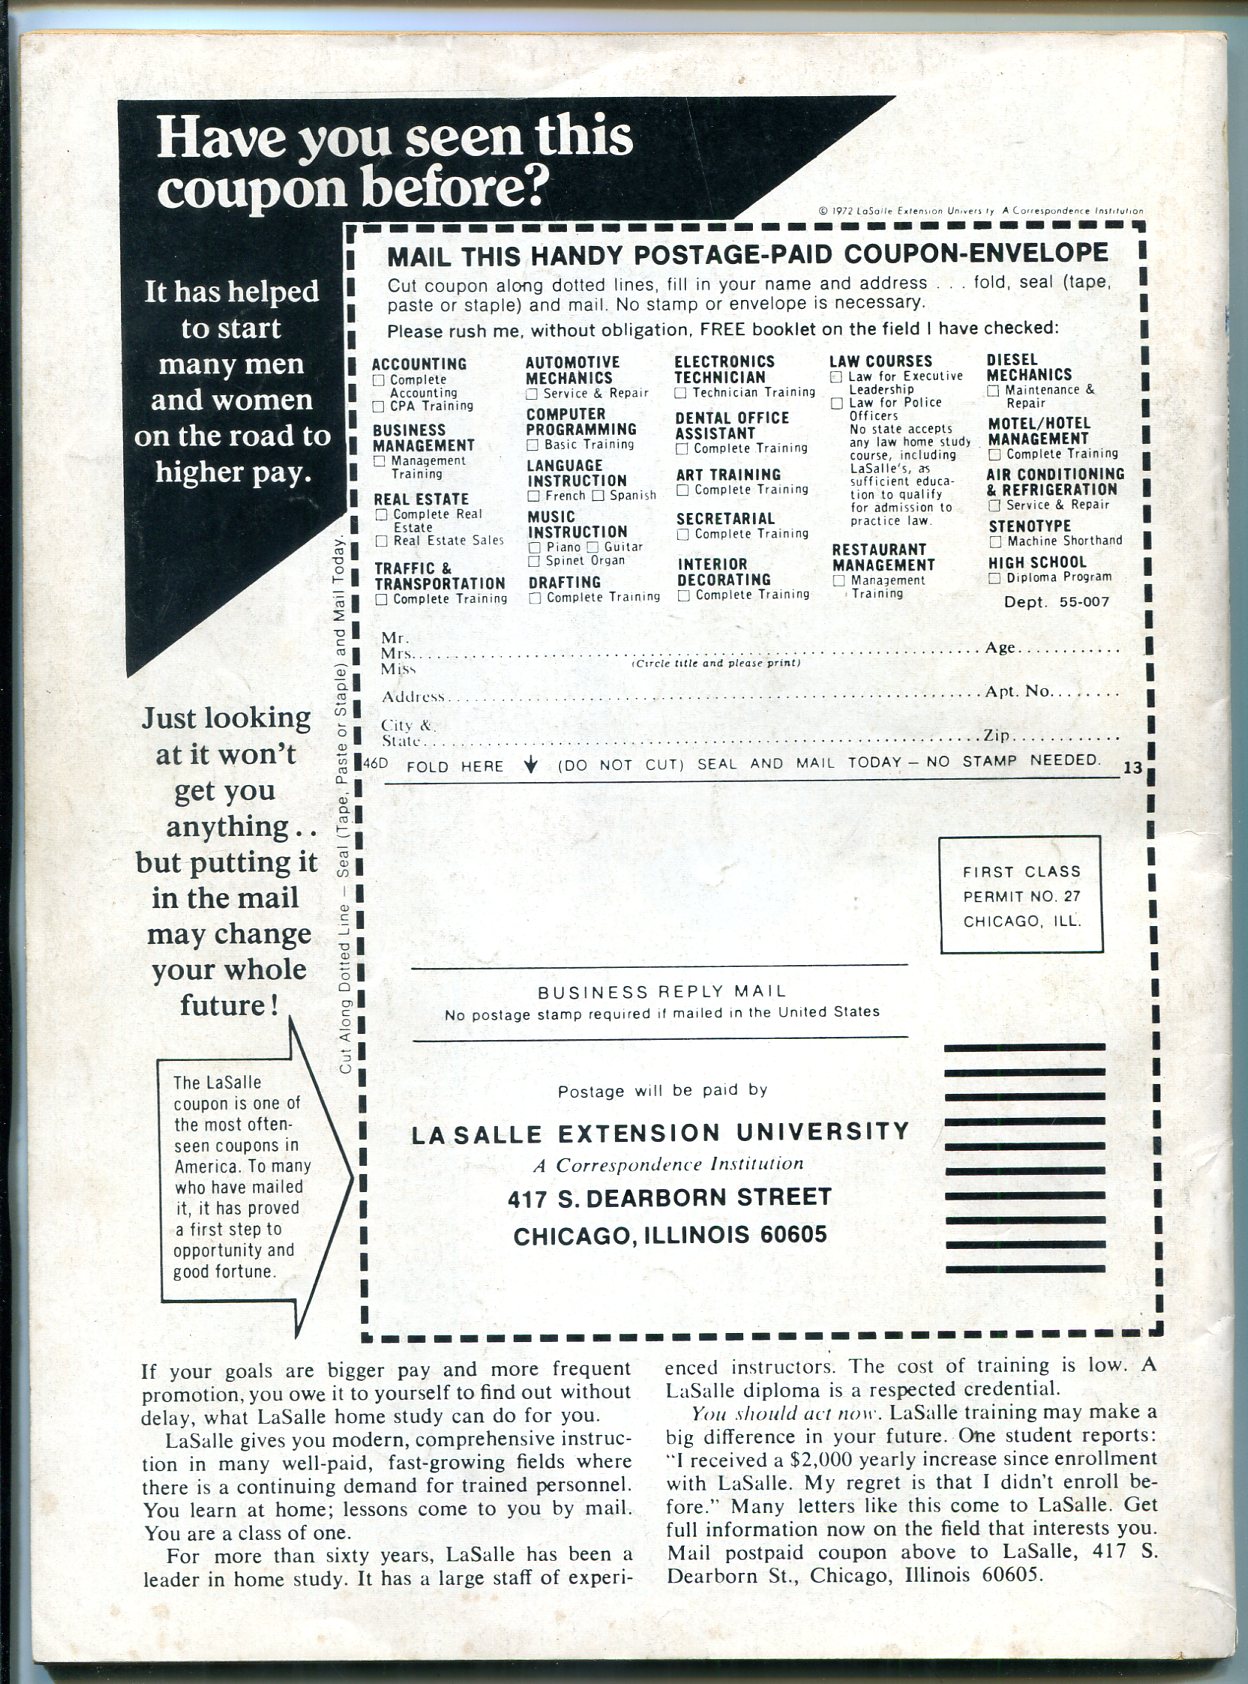 Have you seen this
coupon before?
It has helped
to start
many men
and women
on the road to
higher pay.
© 1972 LaSalle Extension Univers ty A Correspondence Institution
MAIL THIS HANDY POSTAGE-PAID COUPON-ENVELOPE
Cut coupon along dotted lines, fill in your name and address . . . fold, seal (tape,
paste or staple) and mail. No stamp or envelope is necessary.
Please rush me, without obligation, FREE booklet on the field I have checked:
ACCOUNTING
☐ Complete
Accounting
☐ CPA Training
BUSINESS
MANAGEMENT
☐ Management
Training
REAL ESTATE
☐ Complete Real
Estate
☐ Real Estate Sales
TRAFFIC &
TRANSPORTATION
☐ Complete Training
AUTOMOTIVE
MECHANICS
☐ Service & Repair
COMPUTER
PROGRAMMING
☐ Basic Training
LANGUAGE
INSTRUCTION
☐ French ☐ Spanish
MUSIC
INSTRUCTION
☐ Piano ☐ Guitar
☐ Spinet Organ
DRAFTING
☐ Complete Training
ELECTRONICS
TECHNICIAN
☐ Technician Training
DENTAL OFFICE
ASSISTANT
☐ Complete Training
ART TRAINING
☐ Complete Training
SECRETARIAL
☐ Complete Training
INTERIOR
DECORATING
☐ Complete Training
LAW COURSES
☐ Law for Executive
Leadership
☐ Law for Police
Officers
No state accepts
any law home study
course, including
LaSalle's, as
sufficient educa-
tion to qualify
for admission to
practice law.
RESTAURANT
MANAGEMENT
☐ Management
Training
DIESEL
MECHANICS
☐ Maintenance &
Repair
MOTEL/HOTEL
MANAGEMENT
☐ Complete Training
AIR CONDITIONING
& REFRIGERATION
☐ Service & Repair
STENOTYPE
☐ Machine Shorthand
HIGH SCHOOL
☐ Diploma Program
Dept. 55-007
Mr.
Mrs. Age
Miss (Circle title and please print)
Address Apt. No.
City &
State Zip
46D FOLD HERE (DO NOT CUT) SEAL AND MAIL TODAY – NO STAMP NEEDED. 13
Cut Along Dotted Line – Seal (Tape, Paste or Staple) and Mail Today.
Just looking
at it won't
get you
anything . .
but putting it
in the mail
may change
your whole
future!
FIRST CLASS
PERMIT NO. 27
CHICAGO, ILL.
BUSINESS REPLY MAIL
No postage stamp required if mailed in the United States
Postage will be paid by
LA SALLE EXTENSION UNIVERSITY
A Correspondence Institution
417 S. DEARBORN STREET
CHICAGO, ILLINOIS 60605
The LaSalle
coupon is one of
the most often-
seen coupons in
America. To many
who have mailed
it, it has proved
a first step to
opportunity and
good fortune.
If your goals are bigger pay and more frequent
promotion, you owe it to yourself to find out without
delay, what LaSalle home study can do for you.
LaSalle gives you modern, comprehensive instruc-
tion in many well-paid, fast-growing fields where
there is a continuing demand for trained personnel.
You learn at home; lessons come to you by mail.
You are a class of one.
For more than sixty years, LaSalle has been a
leader in home study. It has a large staff of experi-
enced instructors. The cost of training is low. A
LaSalle diploma is a respected credential.
You should act now. LaSalle training may make a
big difference in your future. One student reports:
"I received a $2,000 yearly increase since enrollment
with LaSalle. My regret is that I didn't enroll be-
fore." Many letters like this come to LaSalle. Get
full information now on the field that interests you.
Mail postpaid coupon above to LaSalle, 417 S.
Dearborn St., Chicago, Illinois 60605.